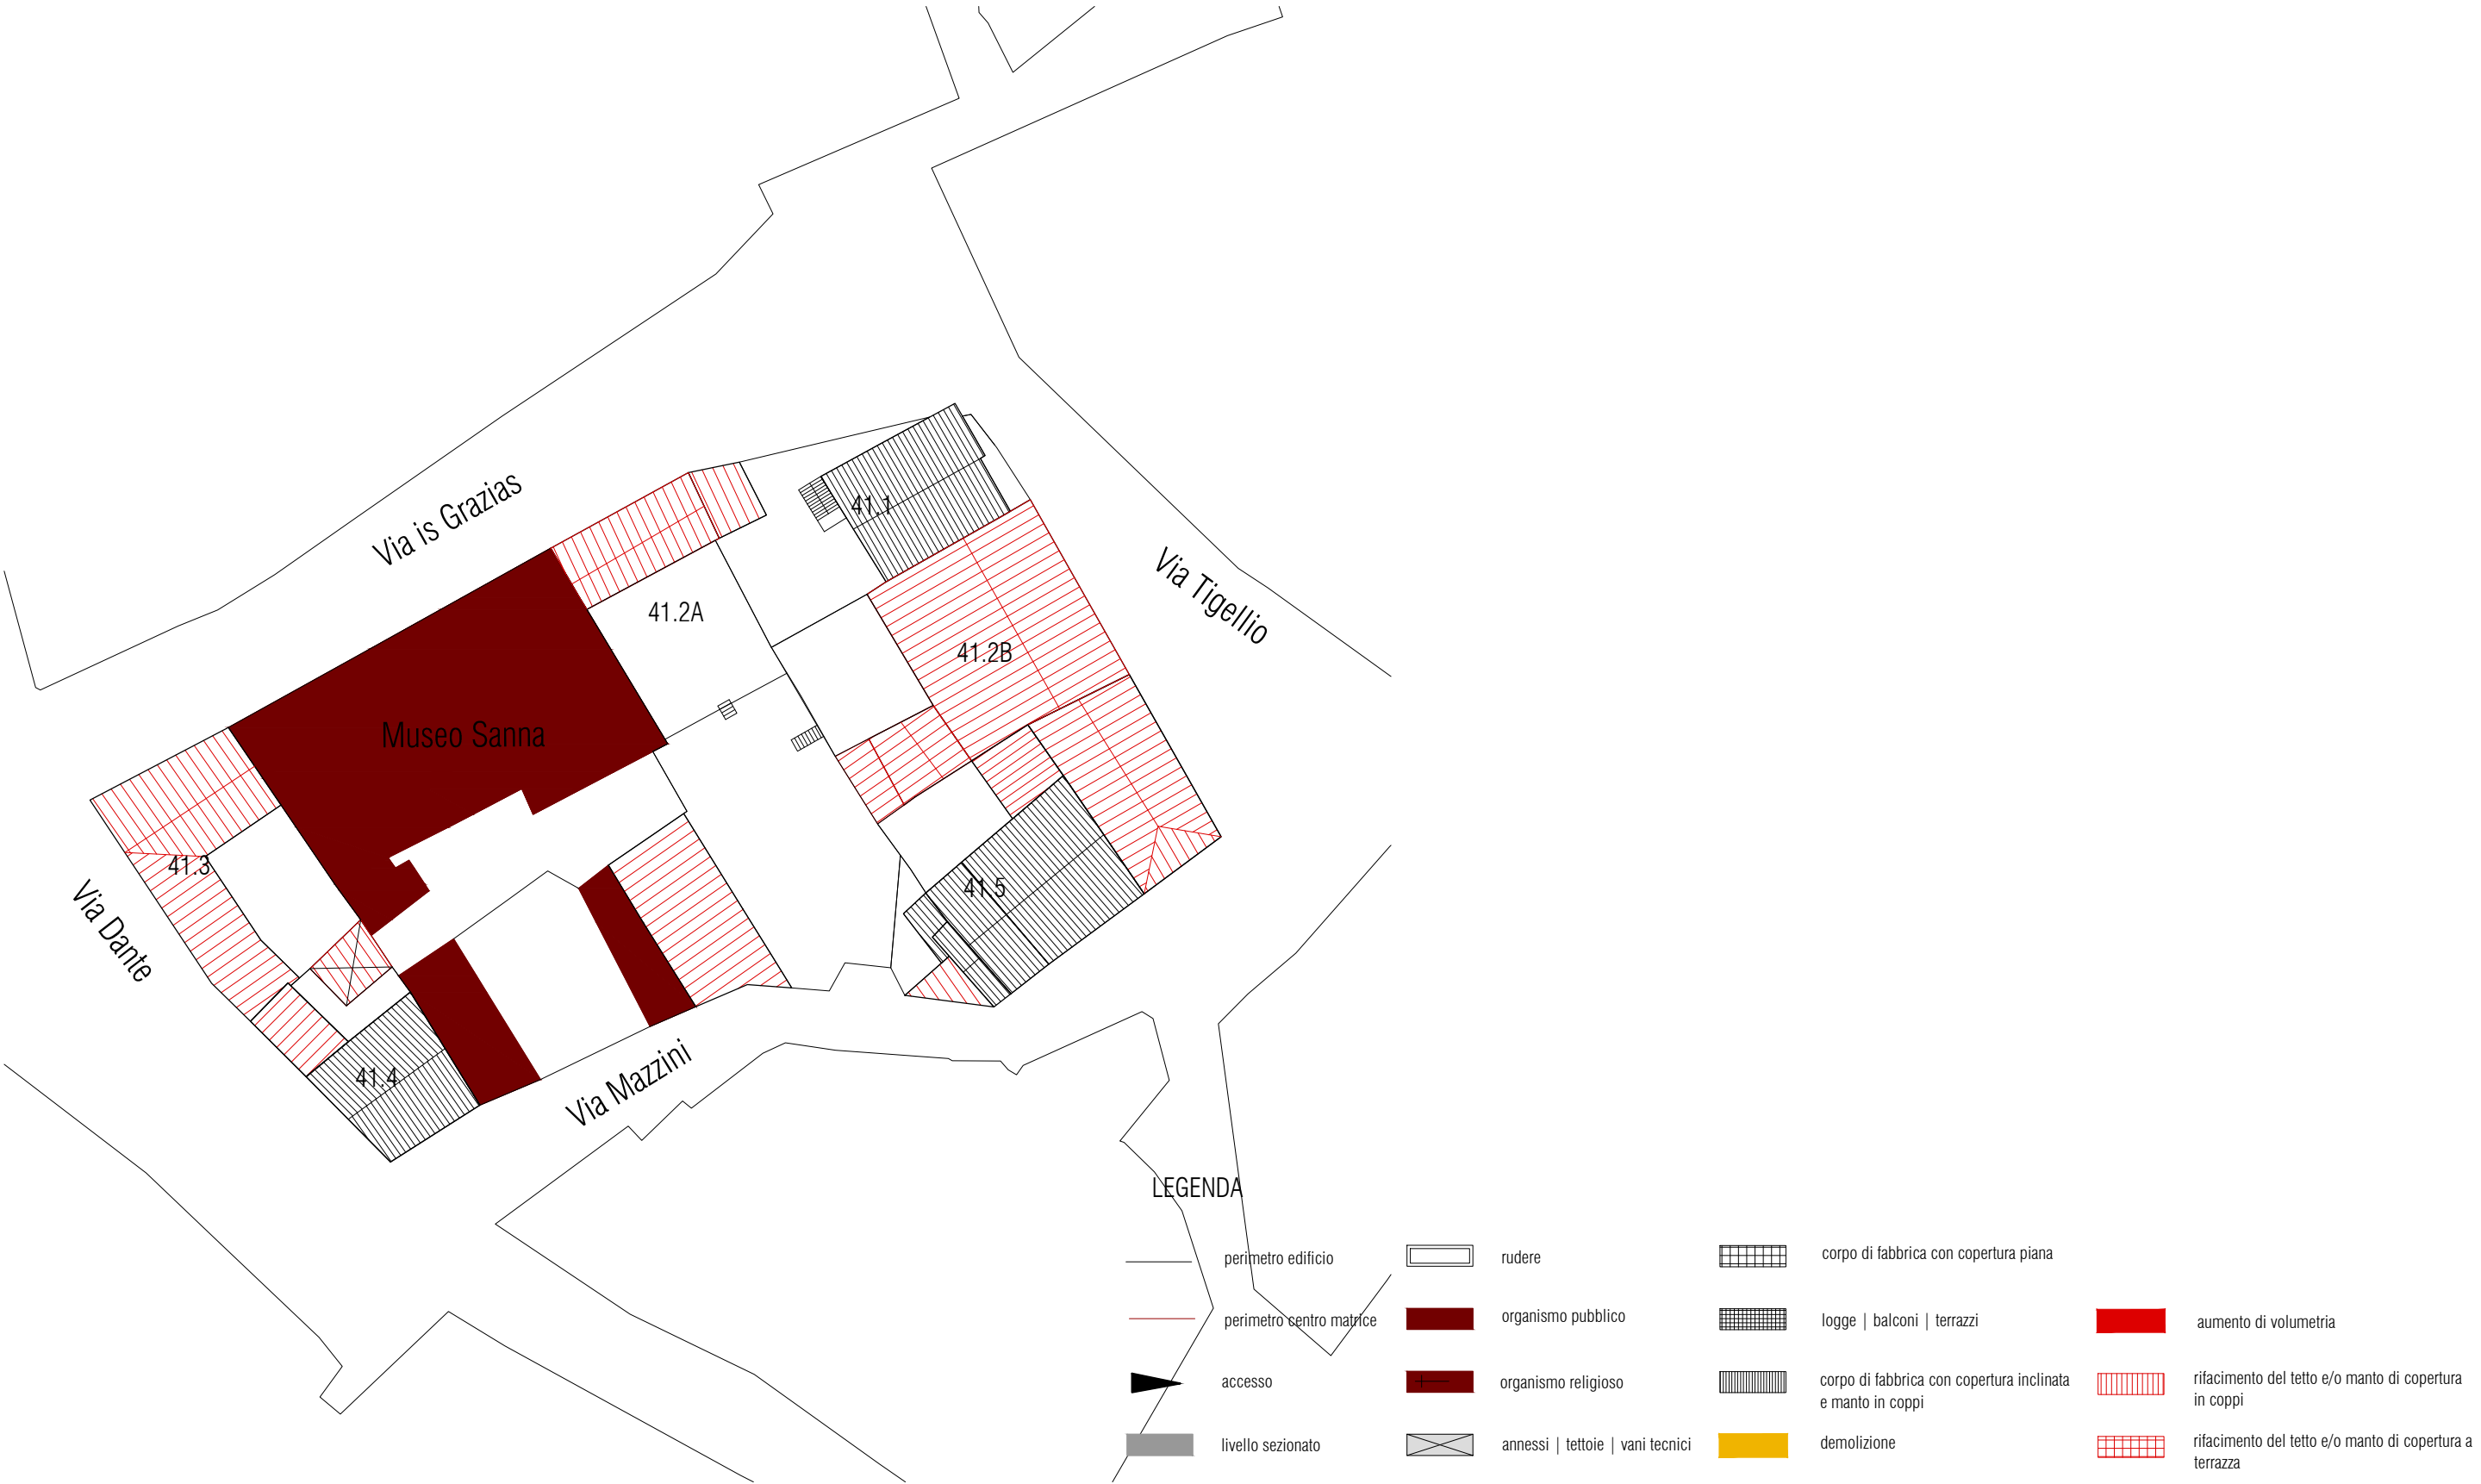 Via is Grazias
41.1
Via Tigellio
41.2A
41.2B
Museo Sanna
41.3
41.5
Via Dante
41.4
Via Mazzini
LEGENDA
perimetro edificio
perimetro centro matrice
accesso
livello sezionato
rudere
organismo pubblico
organismo religioso
annessi | tettoie | vani tecnici
corpo di fabbrica con copertura piana
logge | balconi | terrazzi
corpo di fabbrica con copertura inclinata
e manto in coppi
demolizione
aumento di volumetria
rifacimento del tetto e/o manto di copertura
in coppi
rifacimento del tetto e/o manto di copertura a
terrazza